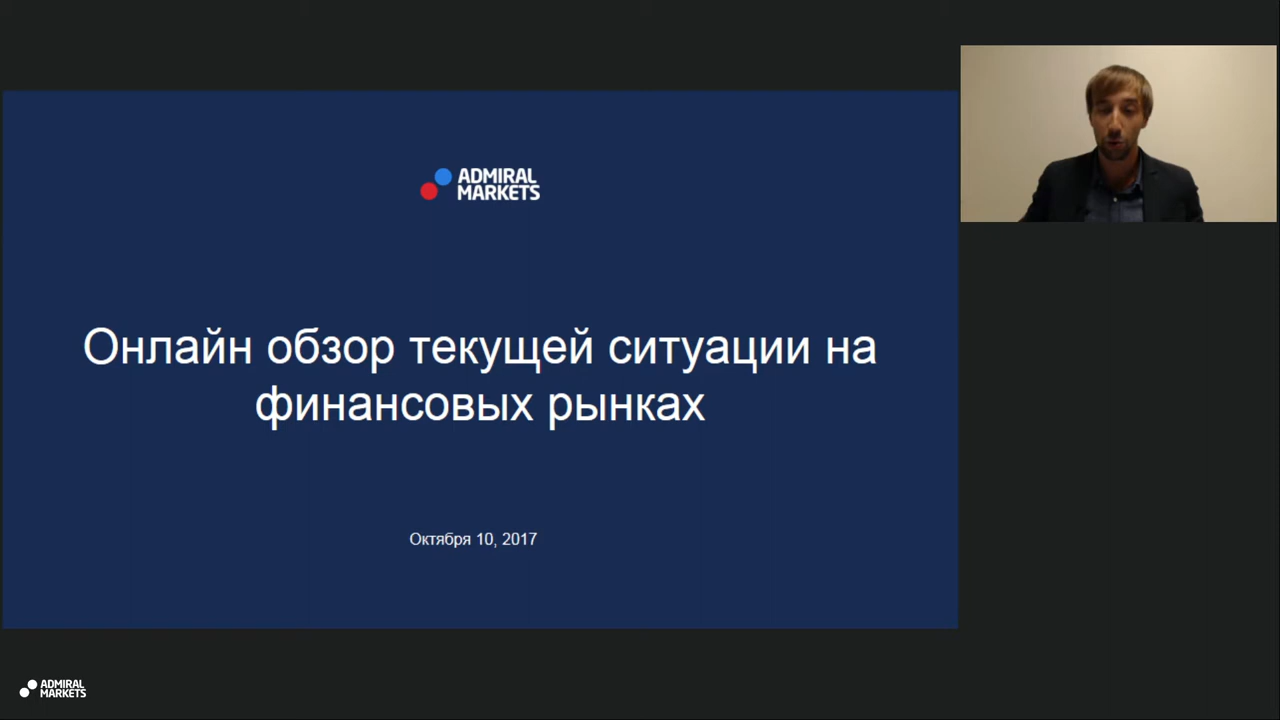 ADMIRAL
MARKETS
Онлайн обзор текущей ситуации на
финансовых рынках
Октября 10, 2017
ADMIRAL
MARKETS